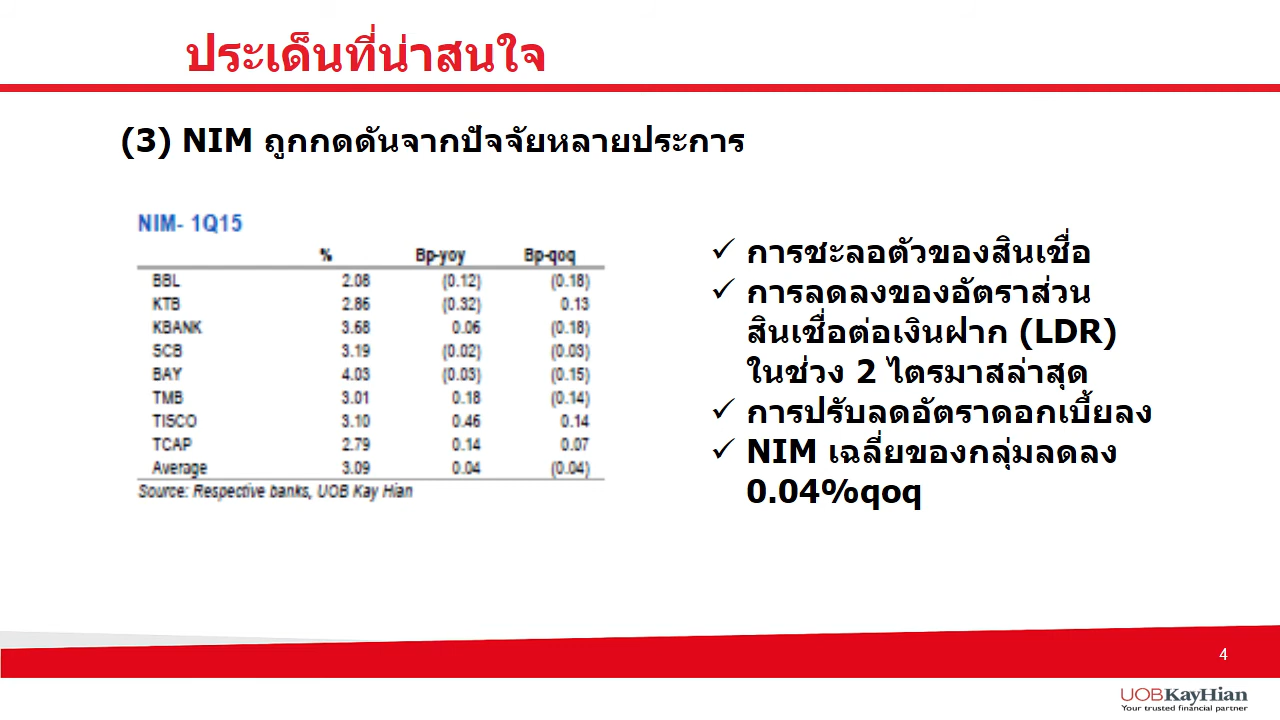 ประเด็นที่น่าสนใจ
(3) NIM ถูกกดดันจากปัจจัยหลายประการ
NIM- 1Q15
% Bp-yoy Bp-qoq
BBL 2.08 (0.12) (0.18)
KTB 2.86 (0.32) 0.13
KBANK 3.68 0.06 (0.18)
SCB 3.19 (0.02) (0.03)
BAY 4.03 (0.03) (0.15)
TMB 3.01 0.18 (0.14)
TISCO 3.10 0.46 0.14
TCAP 2.79 0.14 0.07
Average 3.09 0.04 (0.04)
Source: Respective banks, UOB Kay Hian
✓ การชะลอตัวของสินเชื่อ
✓ การลดลงของอัตราส่วน
สินเชื่อต่อเงินฝาก (LDR)
ในช่วง 2 ไตรมาสล่าสุด
✓ การปรับลดอัตราดอกเบี้ยลง
✓ NIM เฉลี่ยของกลุ่มลดลง
0.04%qoq
4
UOBKayHian
Your trusted financial partner